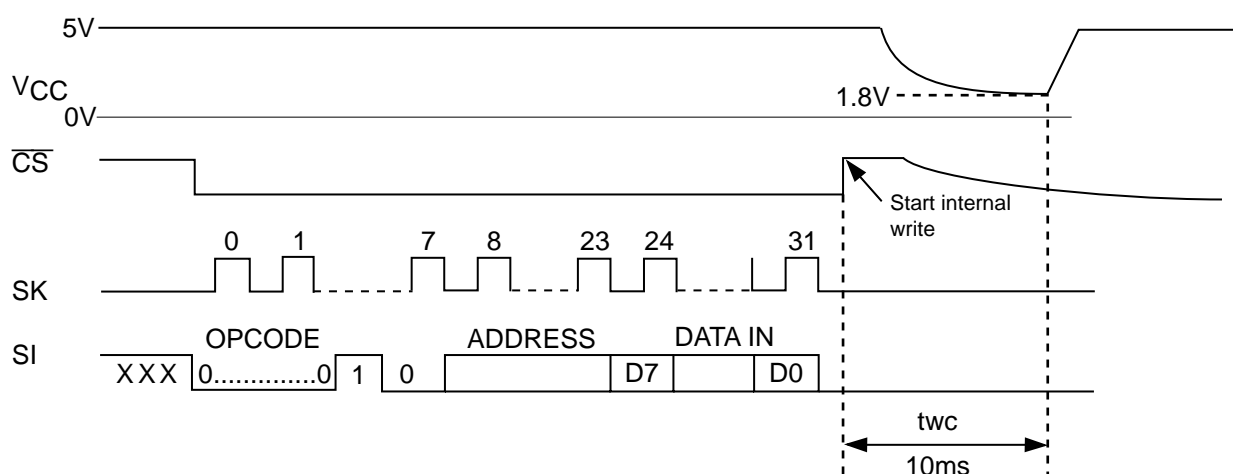 5V
VCC
1.8V
0V
CS
Start internal
write
0 1 7 8 23 24 31
SK
OPCODE ADDRESS DATA IN
SI
XXX 0..............0 1 0 D7 D0
twc
10ms